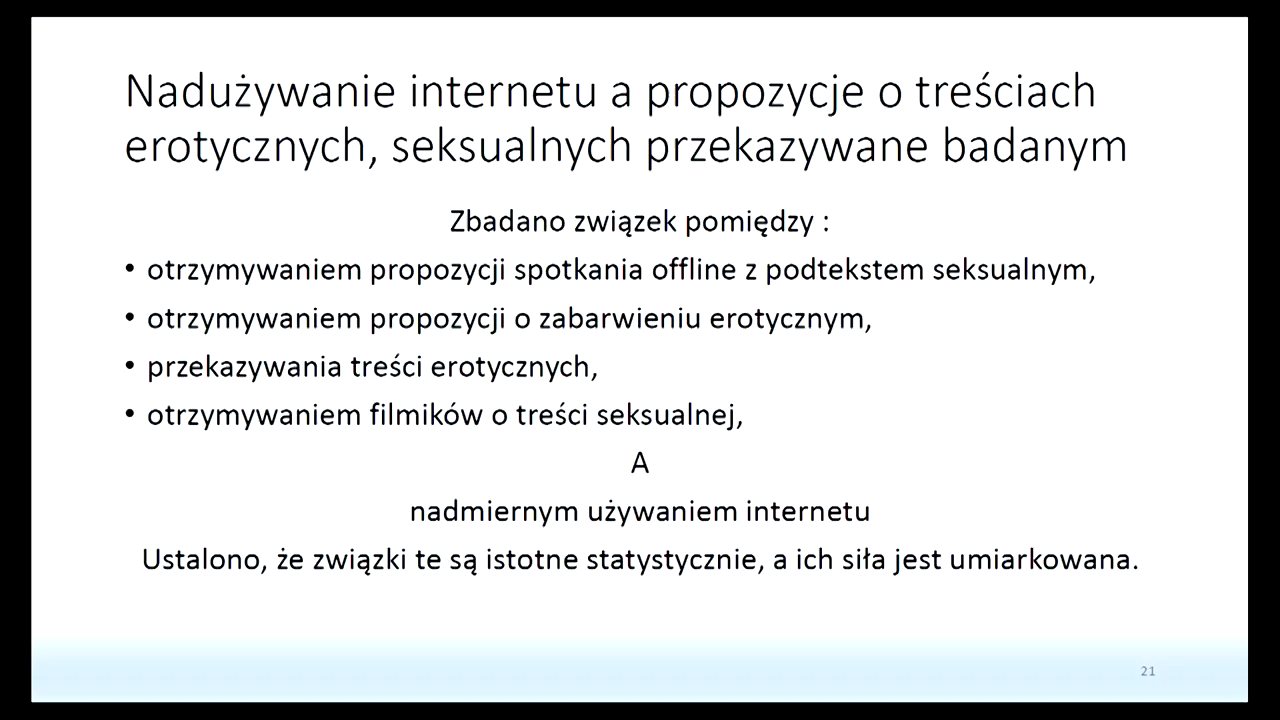 Nadużywanie internetu a propozycje o treściach
erotycznych, seksualnych przekazywane badanym
Zbadano związek pomiędzy :
• otrzymywaniem propozycji spotkania offline z podtekstem seksualnym,
• otrzymywaniem propozycji o zabarwieniu erotycznym,
• przekazywania treści erotycznych,
• otrzymywaniem filmików o treści seksualnej,
A
nadmiernym używaniem internetu
Ustalono, że związki te są istotne statystycznie, a ich siła jest umiarkowana.
21